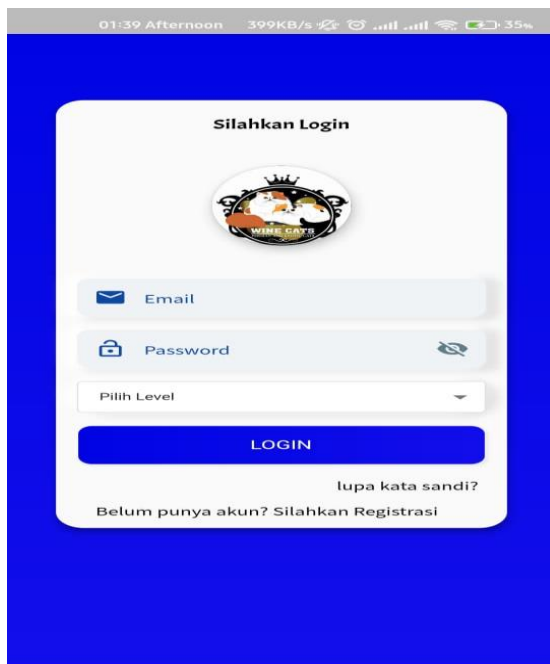 01:39 Afternoon 399KB/s 35%
Silahkan Login
WINE CATS
Email
Password
Pilih Level
LOGIN
lupa kata sandi?
Belum punya akun? Silahkan Registrasi